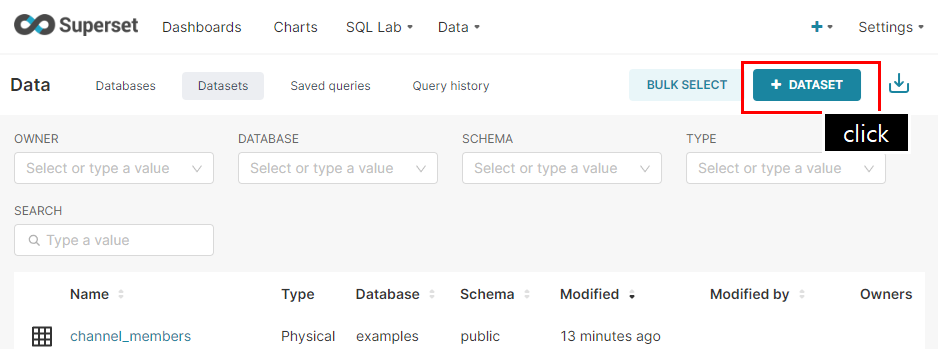 Superset Dashboards Charts SQL Lab Data Settings
Data Databases Datasets Saved queries Query history BULK SELECT + DATASET
click
OWNER DATABASE SCHEMA TYPE
Select or type a value Select or type a value Select or type a value Select or type a value
SEARCH
Type a value
Name Type Database Schema Modified Modified by Owners
channel_members Physical examples public 13 minutes ago